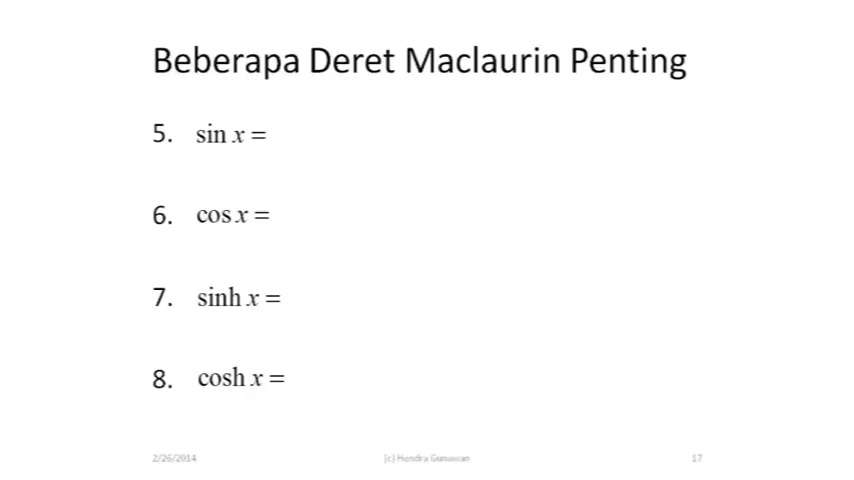 Beberapa Deret Maclaurin Penting
5. sin x =
6. cos x =
7. sinh x =
8. cosh x =
2/26/2014 (c) Hendra Gunawan 17